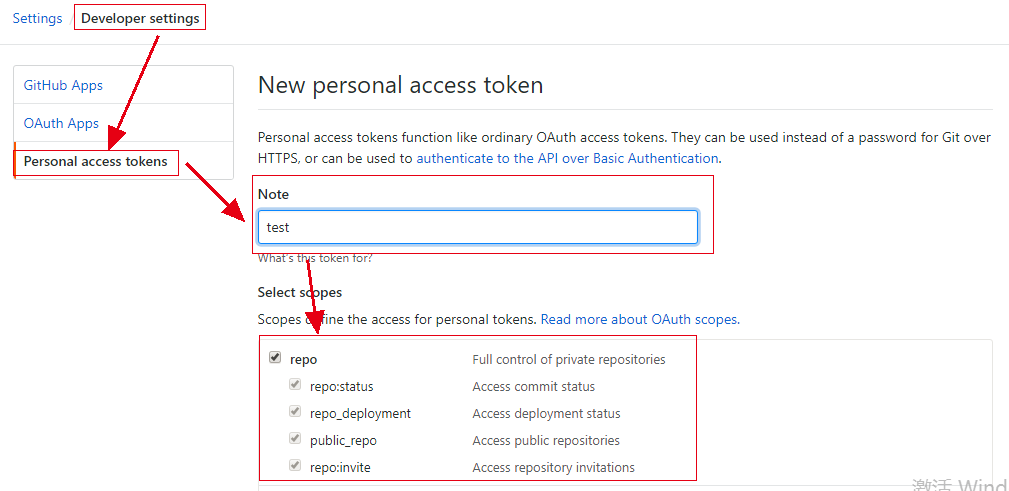 Settings / Developer settings
GitHub Apps
OAuth Apps
Personal access tokens
New personal access token
Personal access tokens function like ordinary OAuth access tokens. They can be used instead of a password for Git over
HTTPS, or can be used to authenticate to the API over Basic Authentication.
Note
test
What's this token for?
Select scopes
Scopes define the access for personal tokens. Read more about OAuth scopes.
repo Full control of private repositories
repo:status Access commit status
repo_deployment Access deployment status
public_repo Access public repositories
repo:invite Access repository invitations
激活 Wind